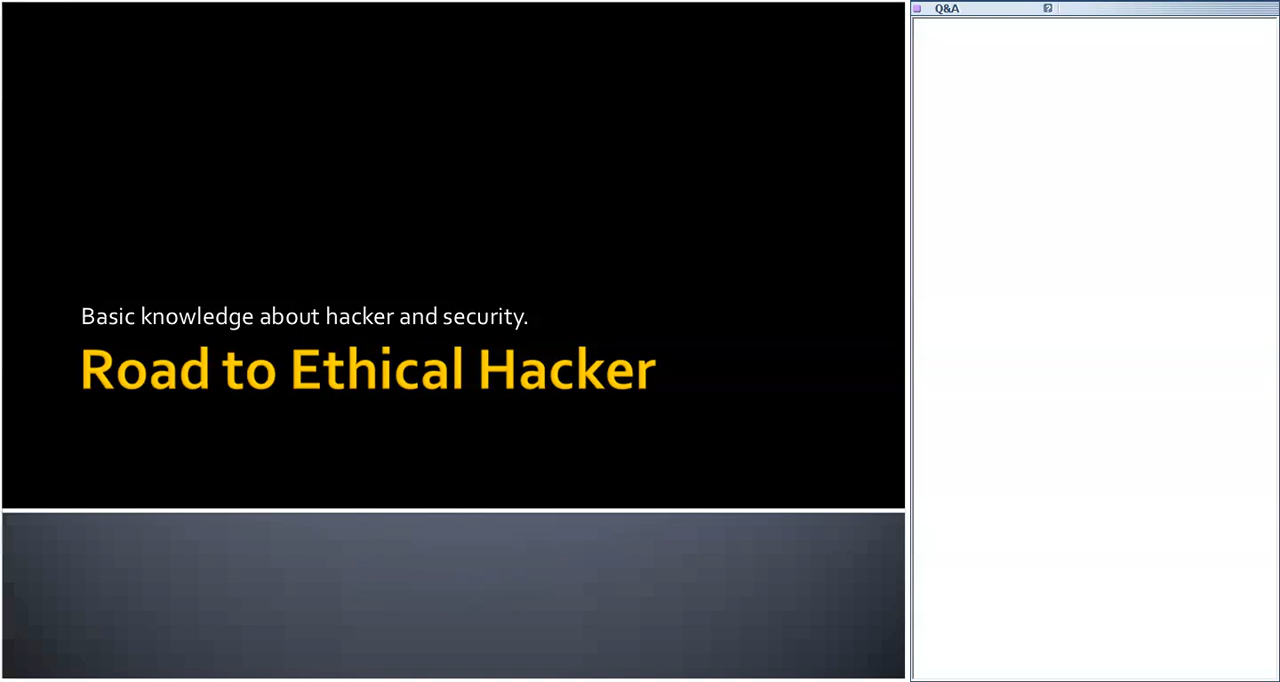 Q&A
Basic knowledge about hacker and security.
Road to Ethical Hacker